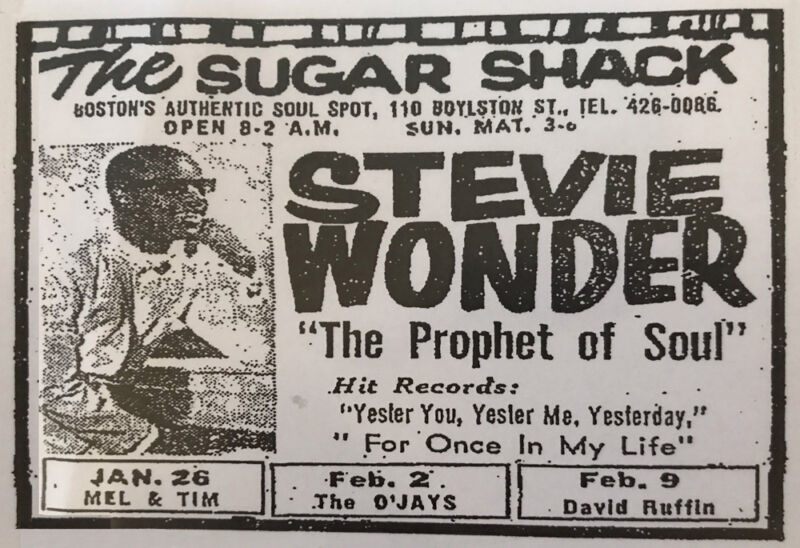 The SUGAR SHACK
BOSTON'S AUTHENTIC SOUL SPOT, 110 BOYLSTON ST., TEL. 426-0086.
OPEN 8-2 A.M. SUN. MAT. 3-6
STEVIE
WONDER
"The Prophet of Soul"
Hit Records:
"Yester You, Yester Me, Yesterday,"
"For Once In My Life"
JAN. 26
MEL & TIM
Feb. 2
The O'JAYS
Feb. 9
David Ruffin